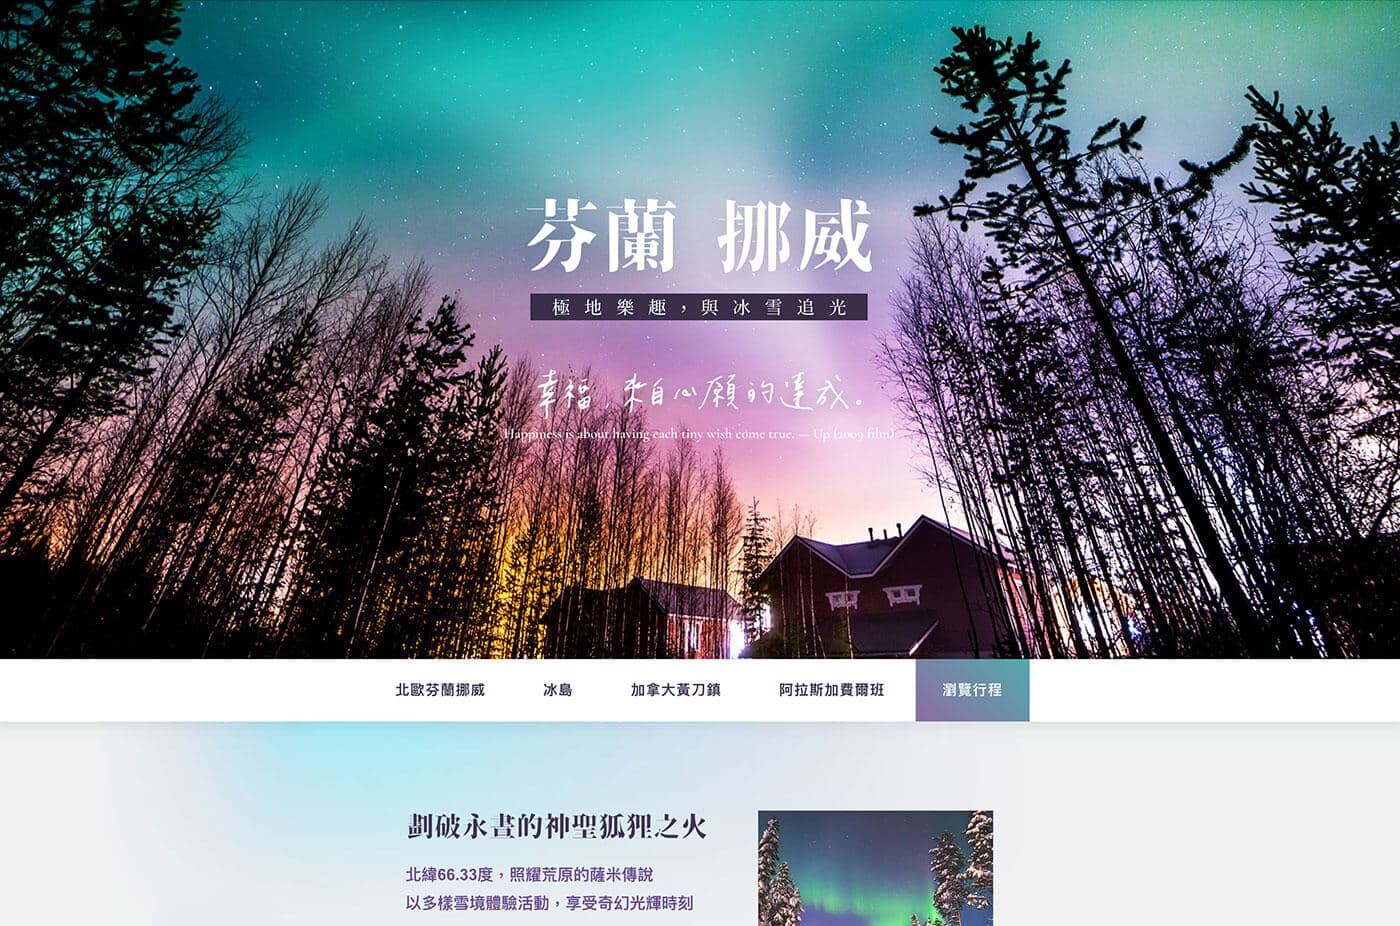 芬蘭 挪威
極地樂趣，與冰雪追光
幸福，來自心願的達成。
Happiness is about having each tiny wish come true. — Up (2009 film)
北歐芬蘭挪威 冰島 加拿大黃刀鎮 阿拉斯加費爾班 瀏覽行程
劃破永晝的神聖狐狸之火
北緯66.33度，照耀荒原的薩米傳說
以多樣雪境體驗活動，享受奇幻光輝時刻